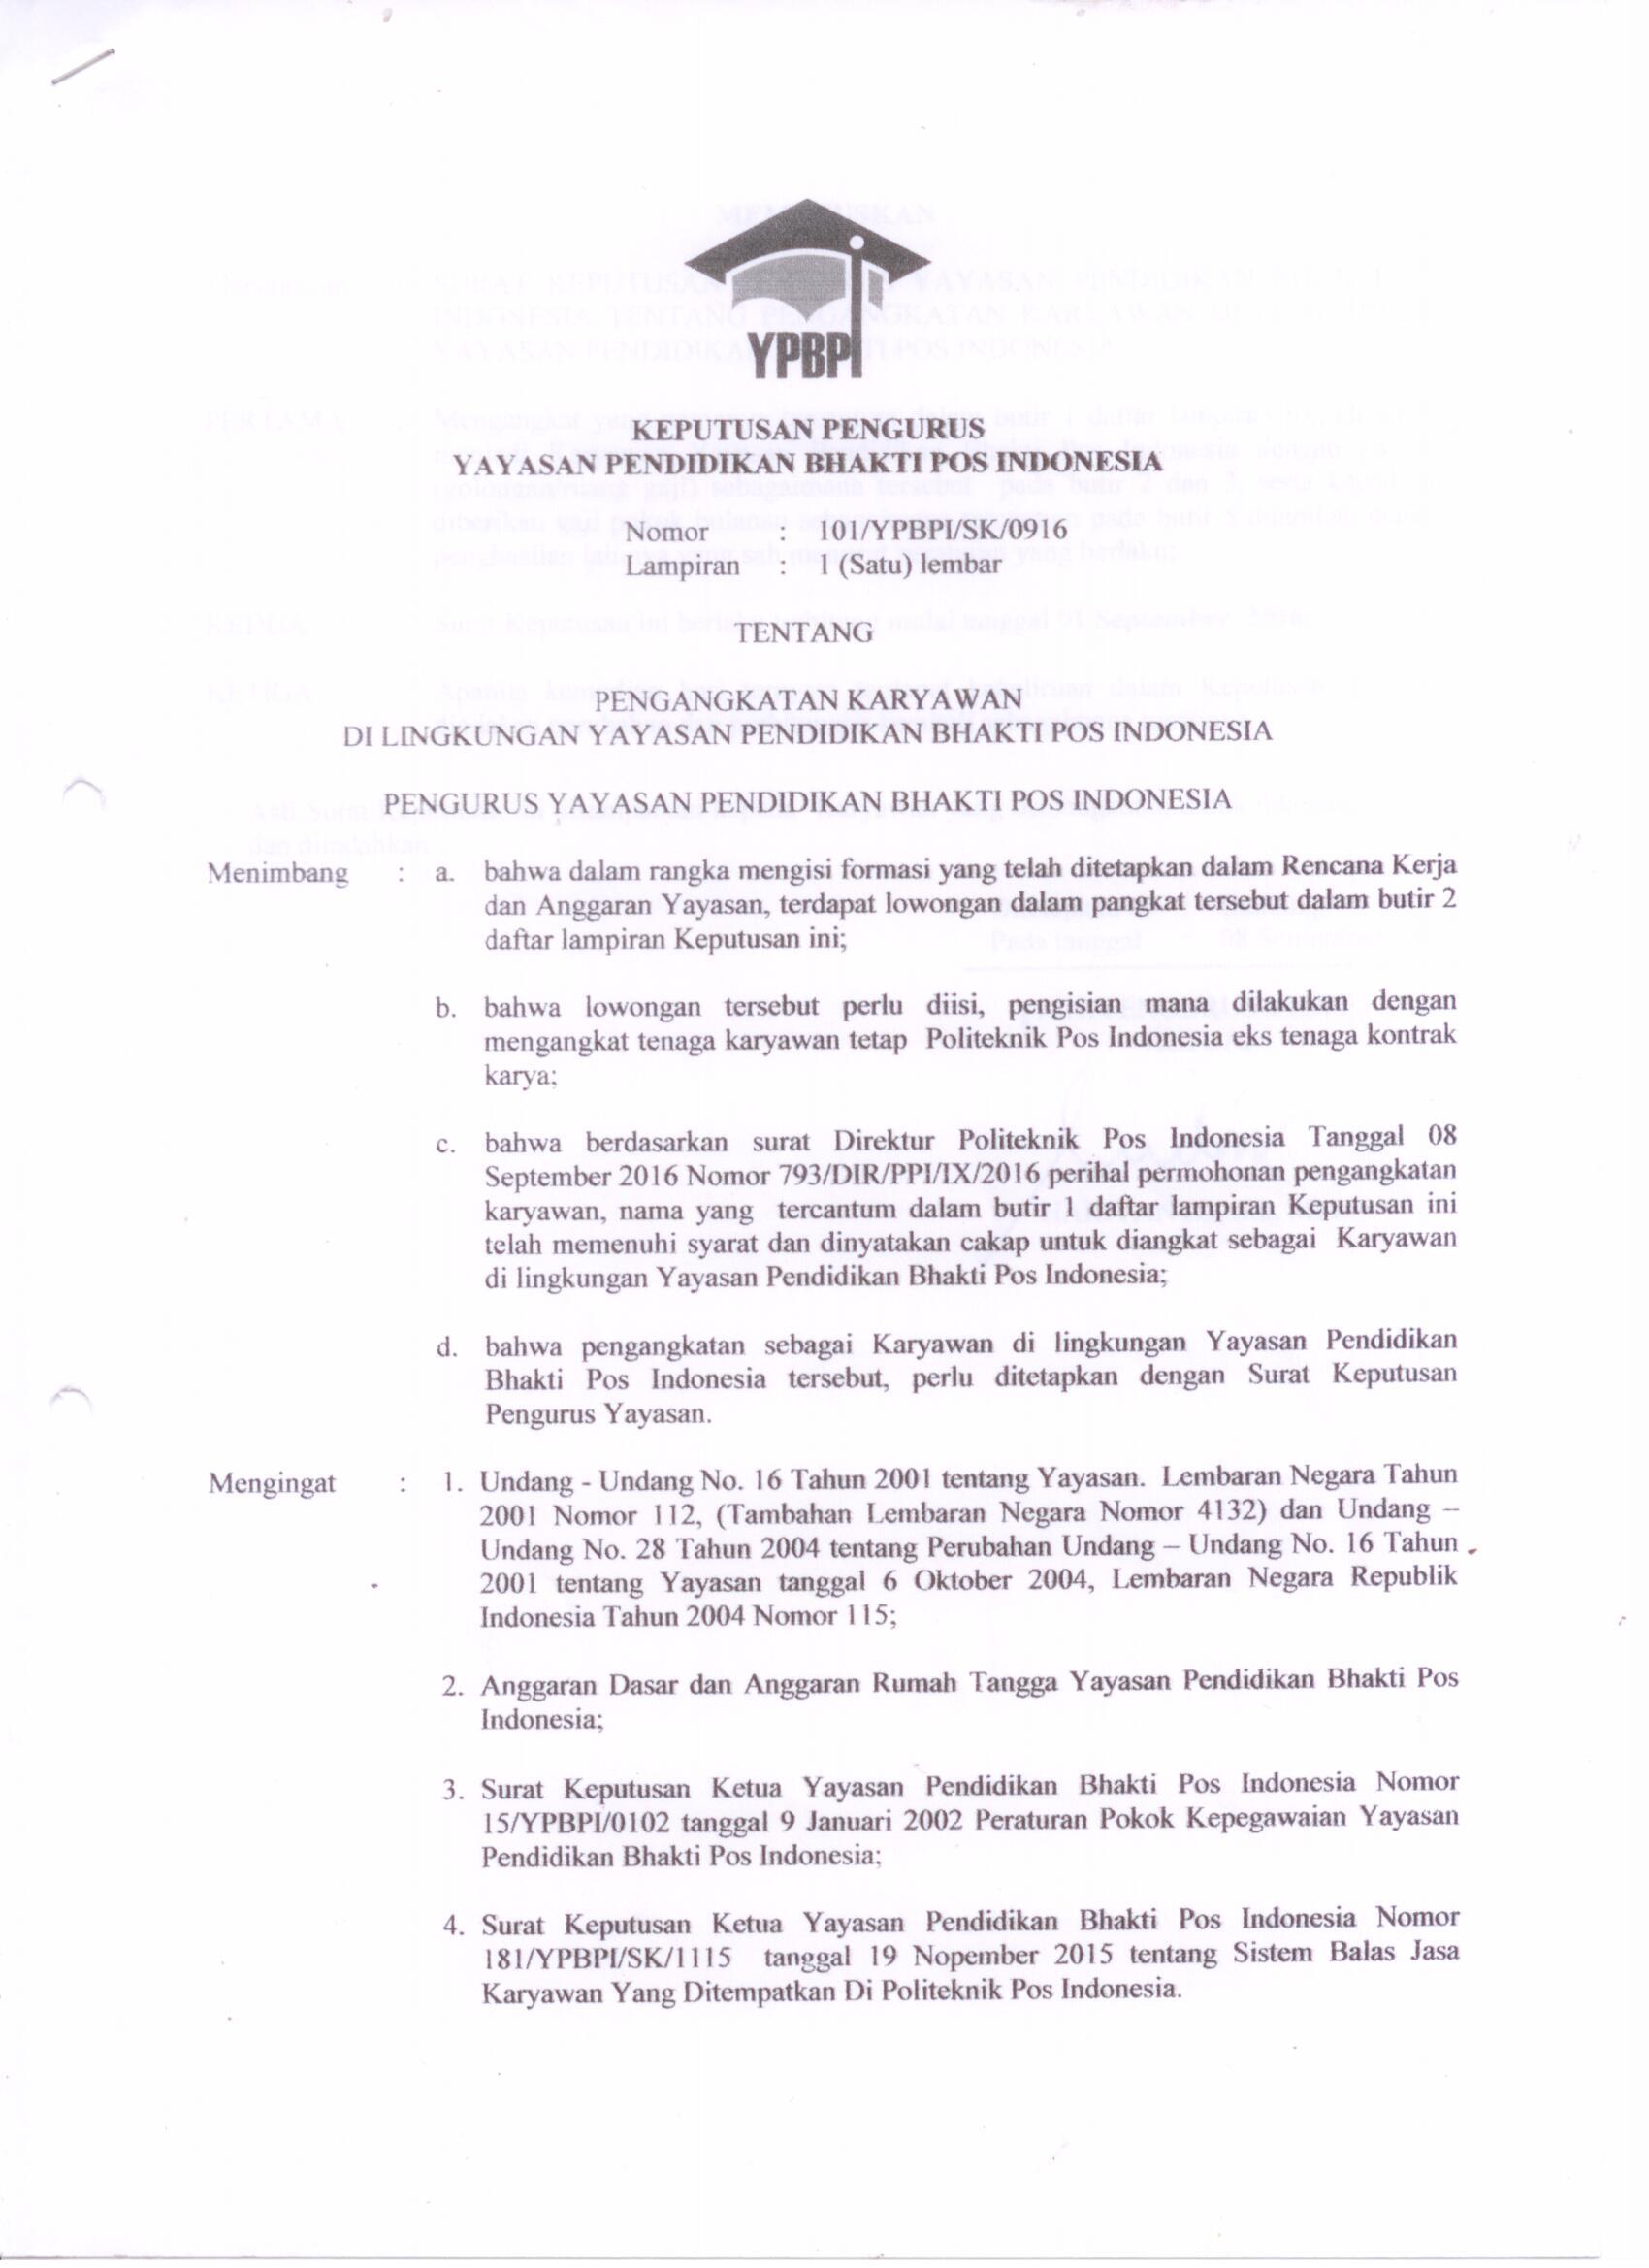 YPBPI
KEPUTUSAN PENGURUS
YAYASAN PENDIDIKAN BHAKTI POS INDONESIA
Nomor : 101/YPBPI/SK/0916
Lampiran : 1 (Satu) lembar
TENTANG
PENGANGKATAN KARYAWAN
DI LINGKUNGAN YAYASAN PENDIDIKAN BHAKTI POS INDONESIA
PENGURUS YAYASAN PENDIDIKAN BHAKTI POS INDONESIA
Menimbang : a. bahwa dalam rangka mengisi formasi yang telah ditetapkan dalam Rencana Kerja
dan Anggaran Yayasan, terdapat lowongan dalam pangkat tersebut dalam butir 2
daftar lampiran Keputusan ini;
b. bahwa lowongan tersebut perlu diisi, pengisian mana dilakukan dengan
mengangkat tenaga karyawan tetap Politeknik Pos Indonesia eks tenaga kontrak
karya;
c. bahwa berdasarkan surat Direktur Politeknik Pos Indonesia Tanggal 08
September 2016 Nomor 793/DIR/PPI/IX/2016 perihal permohonan pengangkatan
karyawan, nama yang tercantum dalam butir 1 daftar lampiran Keputusan ini
telah memenuhi syarat dan dinyatakan cakap untuk diangkat sebagai Karyawan
di lingkungan Yayasan Pendidikan Bhakti Pos Indonesia;
d. bahwa pengangkatan sebagai Karyawan di lingkungan Yayasan Pendidikan
Bhakti Pos Indonesia tersebut, perlu ditetapkan dengan Surat Keputusan
Pengurus Yayasan.
Mengingat : 1. Undang - Undang No. 16 Tahun 2001 tentang Yayasan. Lembaran Negara Tahun
2001 Nomor 112, (Tambahan Lembaran Negara Nomor 4132) dan Undang –
Undang No. 28 Tahun 2004 tentang Perubahan Undang – Undang No. 16 Tahun
2001 tentang Yayasan tanggal 6 Oktober 2004, Lembaran Negara Republik
Indonesia Tahun 2004 Nomor 115;
2. Anggaran Dasar dan Anggaran Rumah Tangga Yayasan Pendidikan Bhakti Pos
Indonesia;
3. Surat Keputusan Ketua Yayasan Pendidikan Bhakti Pos Indonesia Nomor
15/YPBPI/0102 tanggal 9 Januari 2002 Peraturan Pokok Kepegawaian Yayasan
Pendidikan Bhakti Pos Indonesia;
4. Surat Keputusan Ketua Yayasan Pendidikan Bhakti Pos Indonesia Nomor
181/YPBPI/SK/1115 tanggal 19 Nopember 2015 tentang Sistem Balas Jasa
Karyawan Yang Ditempatkan Di Politeknik Pos Indonesia.